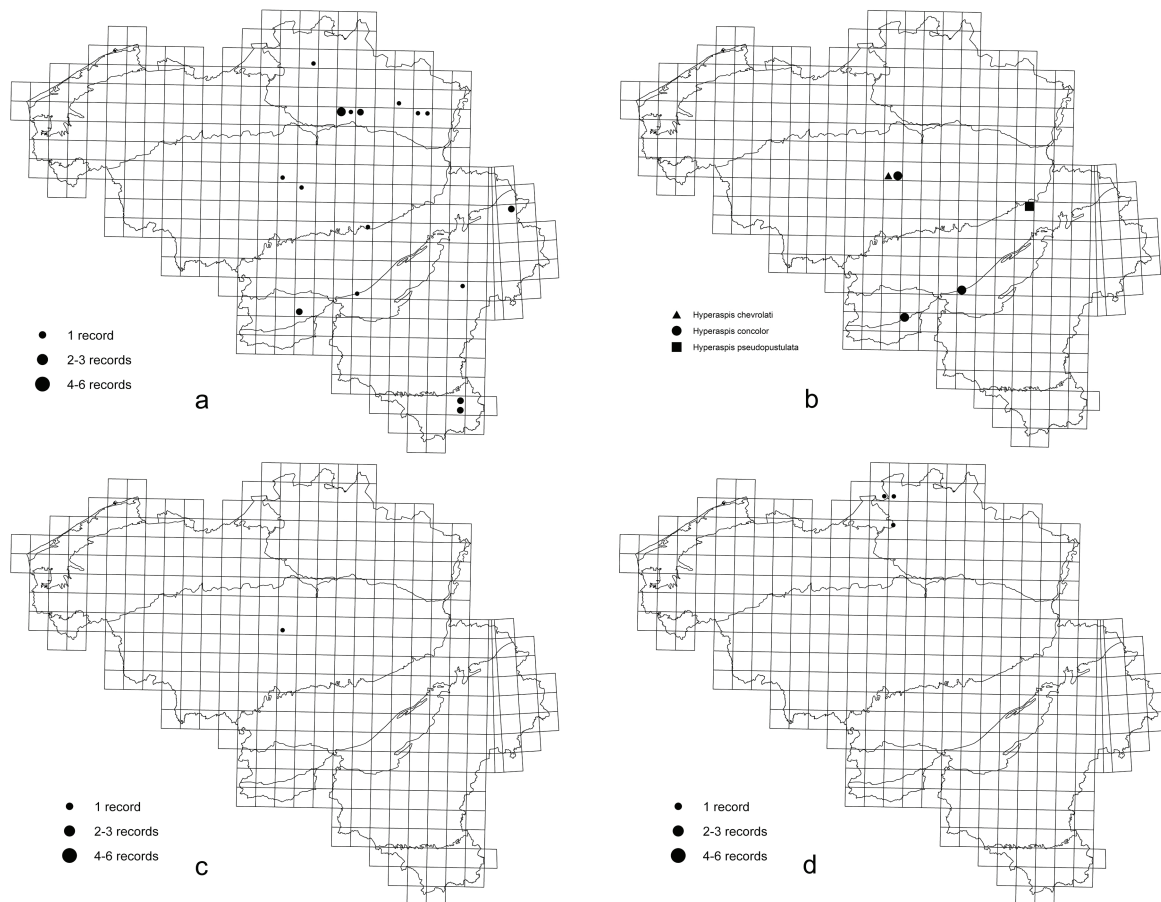 1 record
2-3 records
4-6 records
a
Hyperaspis chevrolati
Hyperaspis concolor
Hyperaspis pseudopustulata
b
1 record
2-3 records
4-6 records
c
1 record
2-3 records
4-6 records
d